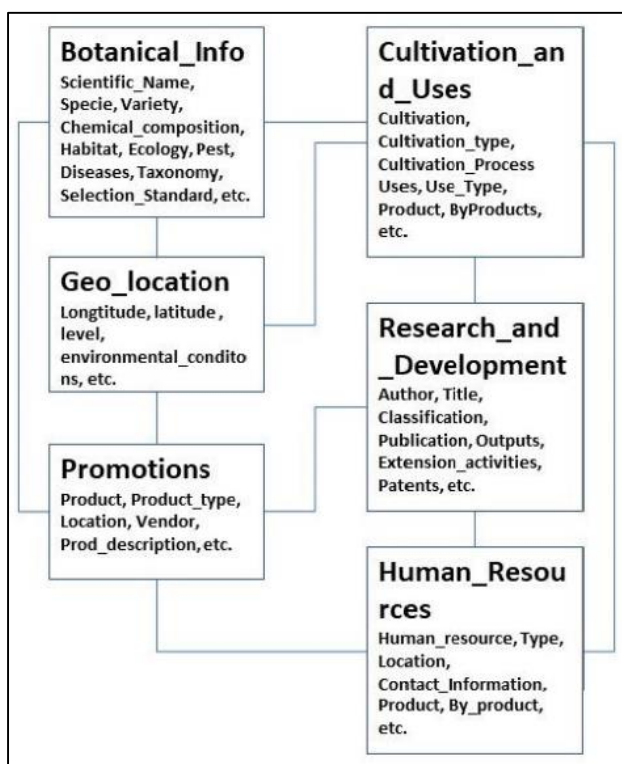 Botanical_Info
Scientific_Name,
Specie, Variety,
Chemical_composition,
Habitat, Ecology, Pest,
Diseases, Taxonomy,
Selection_Standard, etc.
Geo_location
Longtitude, latitude ,
level,
environmental_condito
ns, etc.
Promotions
Product, Product_type,
Location, Vendor,
Prod_description, etc.
Cultivation_an
d_Uses
Cultivation,
Cultivation_type,
Cultivation_Process
Uses, Use_Type,
Product, ByProducts,
etc.
Research_and
_Development
Author, Title,
Classification,
Publication, Outputs,
Extension_activities,
Patents, etc.
Human_Resou
rces
Human_resource, Type,
Location,
Contact_Information,
Product, By_product,
etc.